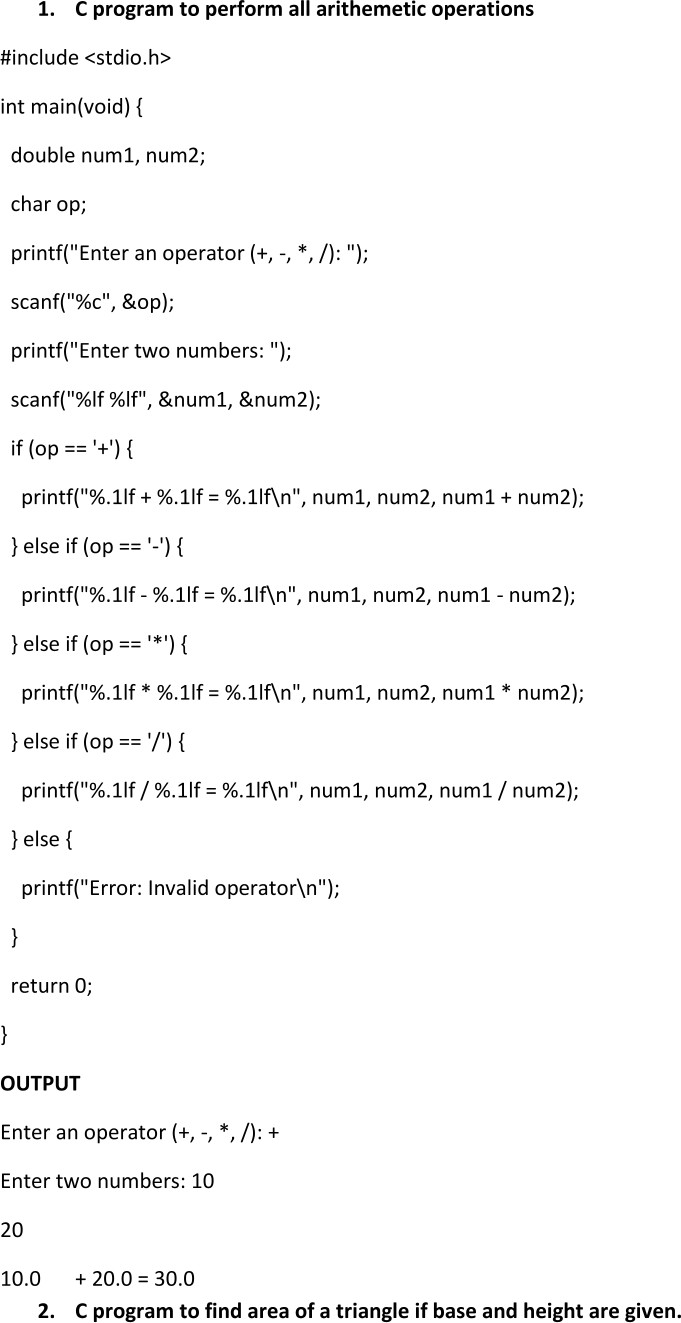 1. C program to perform all arithemetic operations
#include <stdio.h>
int main(void) {
double num1, num2;
char op;
printf("Enter an operator (+, -, *, /): ");
scanf("%c", &op);
printf("Enter two numbers: ");
scanf("%lf %lf", &num1, &num2);
if (op == '+') {
printf("%.1lf + %.1lf = %.1lf\n", num1, num2, num1 + num2);
} else if (op == '-') {
printf("%.1lf - %.1lf = %.1lf\n", num1, num2, num1 - num2);
} else if (op == '*') {
printf("%.1lf * %.1lf = %.1lf\n", num1, num2, num1 * num2);
} else if (op == '/') {
printf("%.1lf / %.1lf = %.1lf\n", num1, num2, num1 / num2);
} else {
printf("Error: Invalid operator\n");
}
return 0;
}
OUTPUT
Enter an operator (+, -, *, /): +
Enter two numbers: 10
20
10.0 + 20.0 = 30.0
2. C program to find area of a triangle if base and height are given.